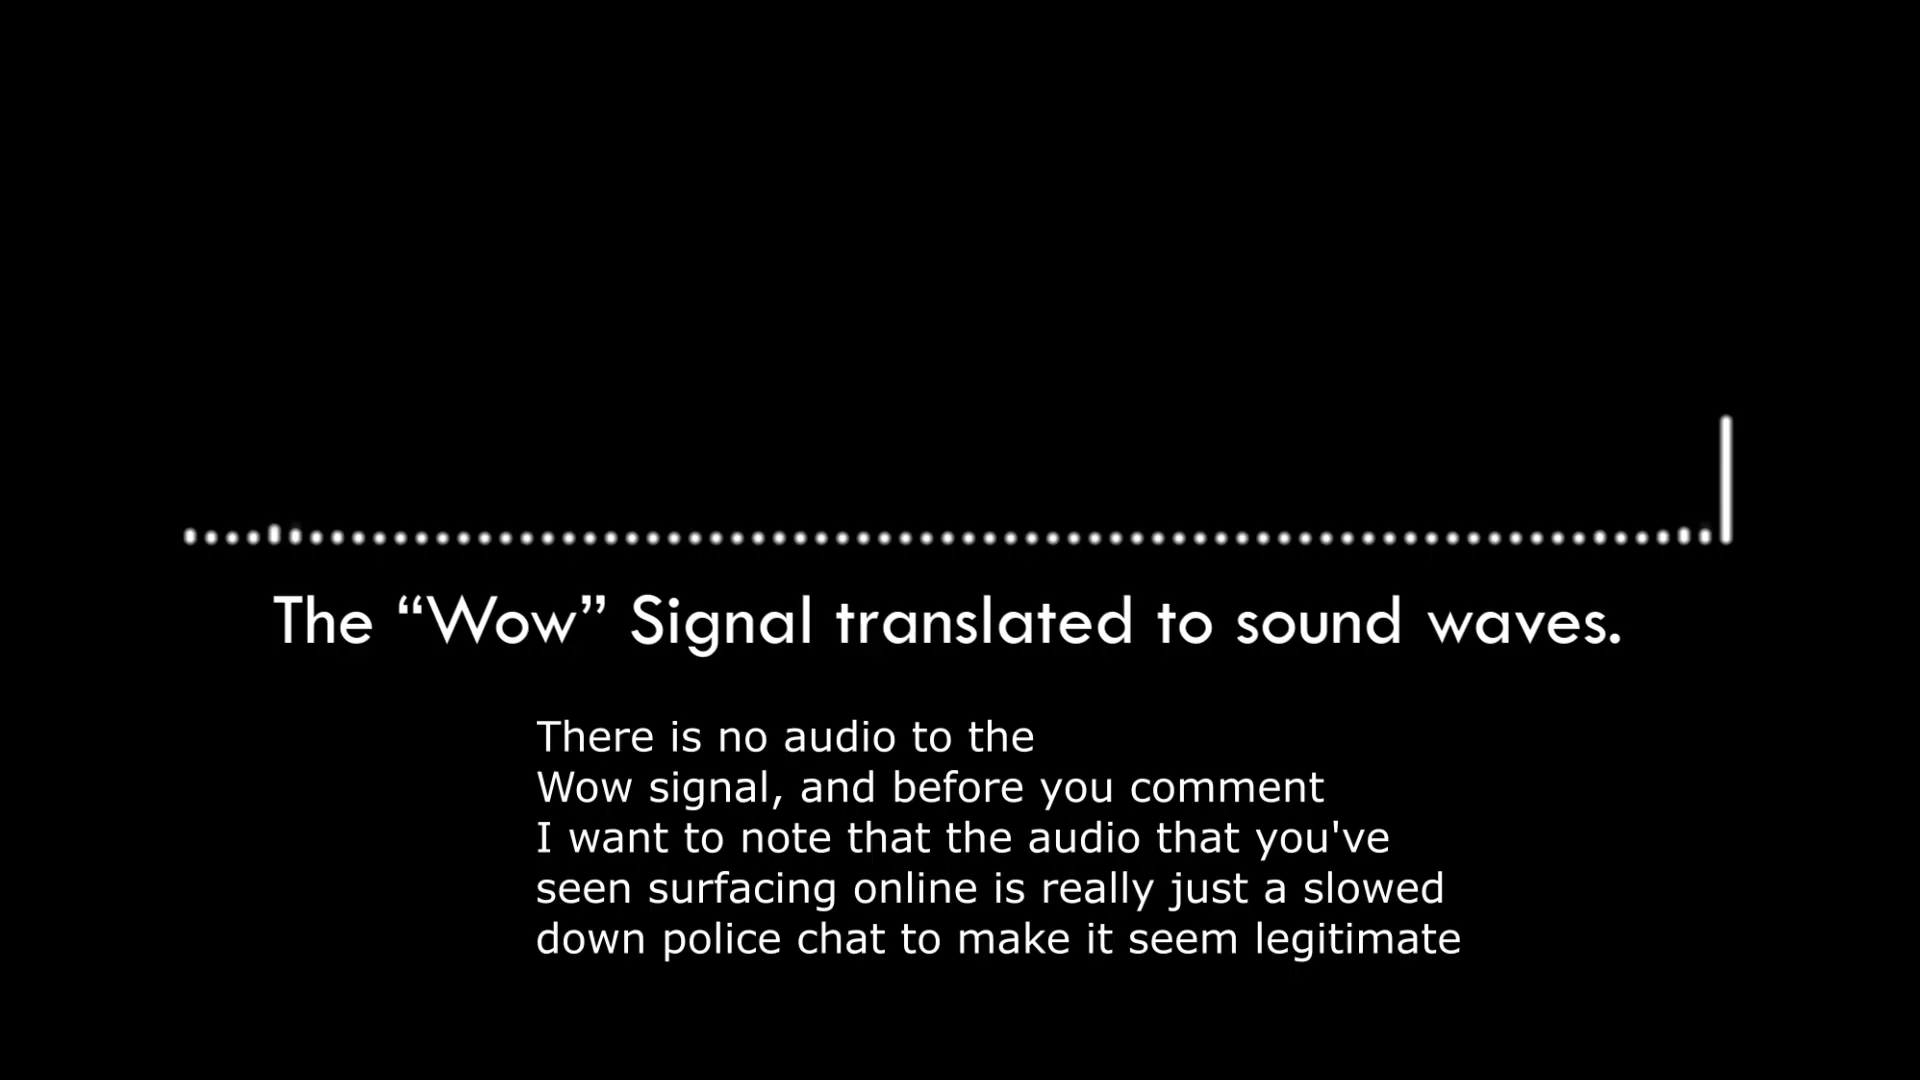 The “Wow” Signal translated to sound waves.
There is no audio to the
Wow signal, and before you comment
I want to note that the audio that you've
seen surfacing online is really just a slowed
down police chat to make it seem legitimate